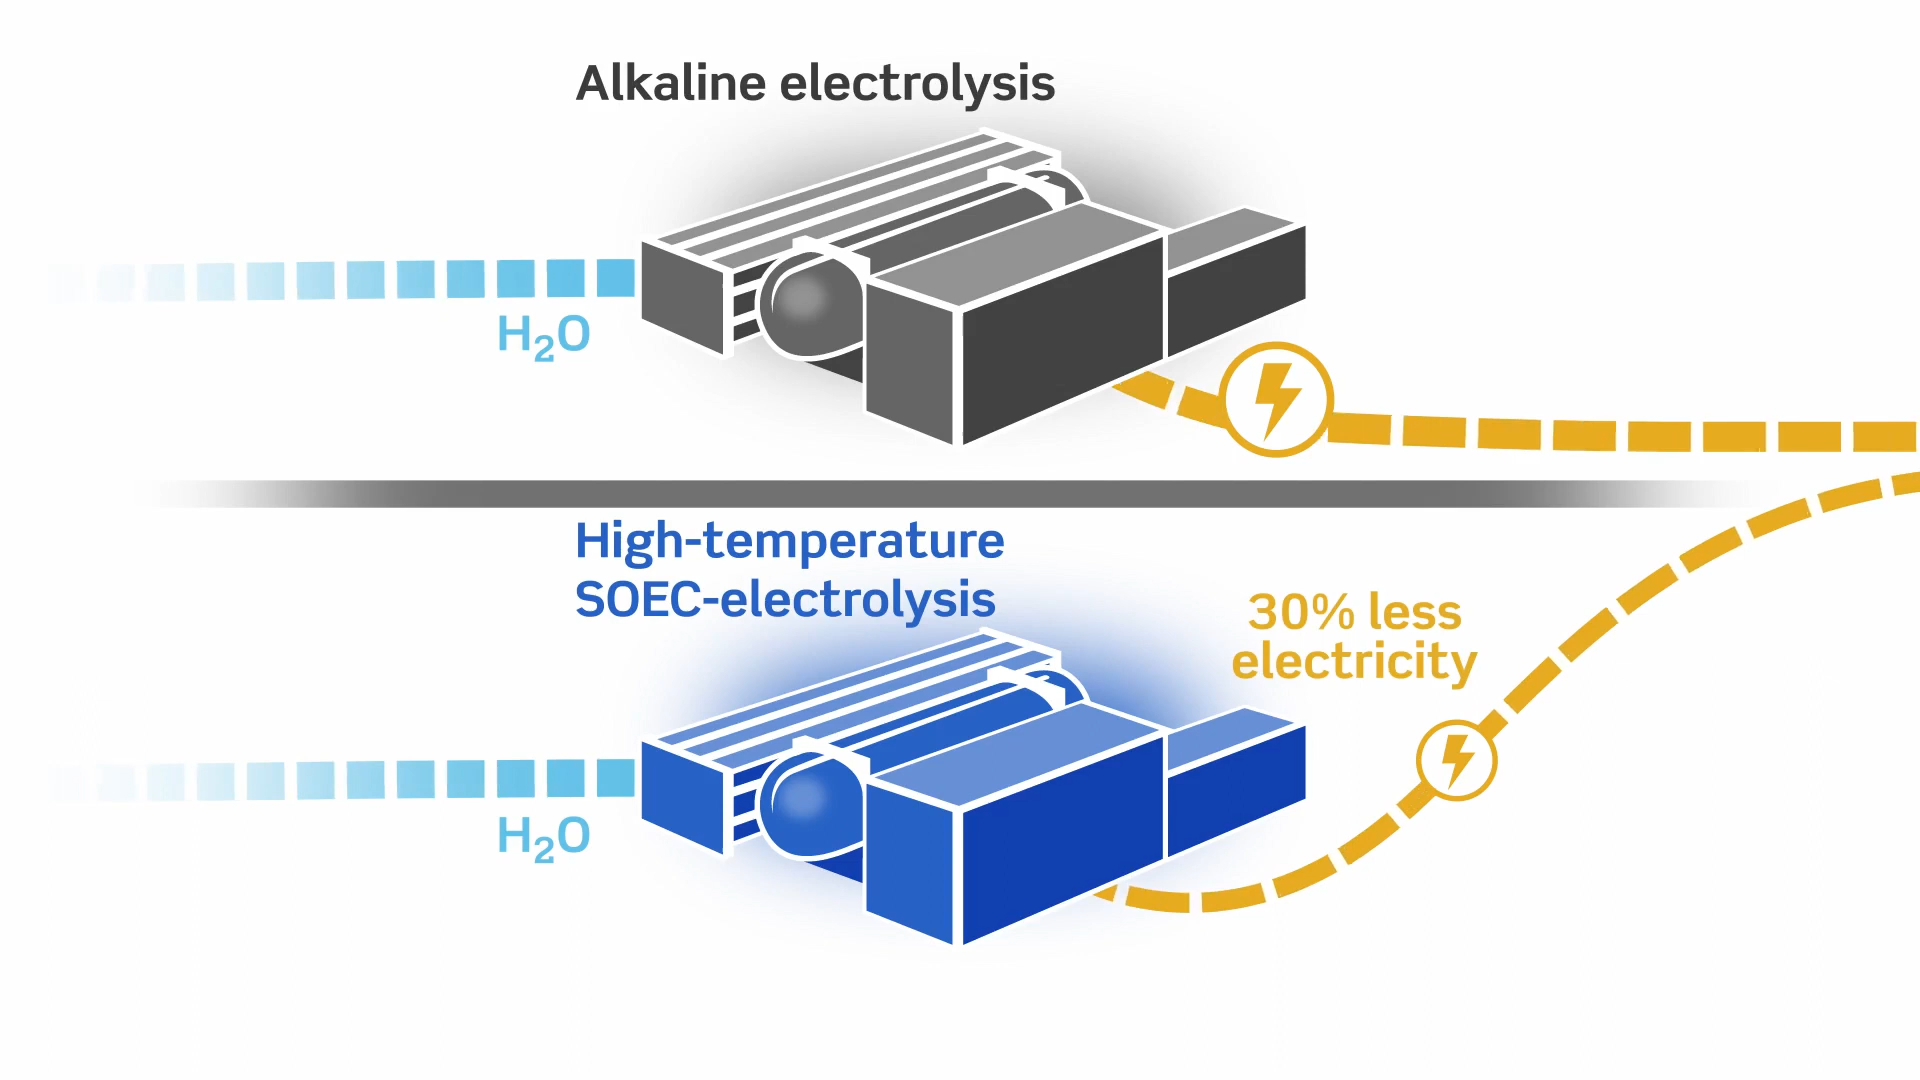 Alkaline electrolysis
H₂O
High-temperature
SOEC-electrolysis
30% less
electricity
H₂O